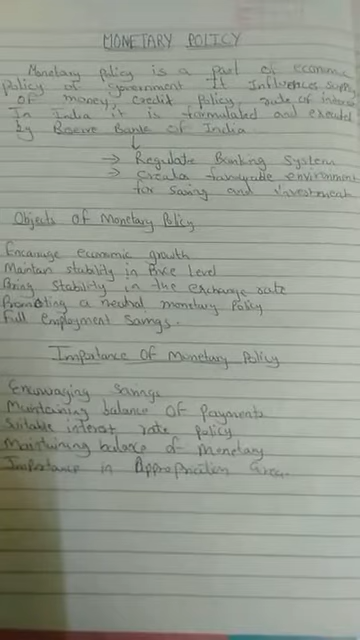 MONETARY POLICY
Monetary policy is a part of economic
policy of government It Influences supply
of money, credit policy, rate of interest
In India it is formulated and executed
by Reserve Bank of India
→ Regulate Banking System
→ Creates favourable environment
for Saving and investment
Objects of Monetary Policy
Encourage economic growth
Maintain stability in Price Level
Bring Stability in the exchange rate
Promoting a neutral monetary Policy
Full Employment Savings.
Importance Of Monetary Policy
Encouraging Savings
Maintaining balance Of Payments
Suitable interest rate Policy
Maintaining balance of Monetary
Importance in Appropriation